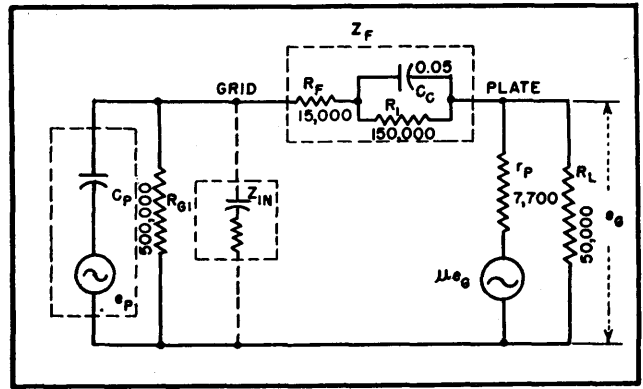 Z_F
GRID
R_F
15,000
0.05
C_C
R_1
150,000
PLATE
C_P
e_P
R_G1
500,000
Z_IN
r_P
7,700
μe_G
R_L
50,000
e_G